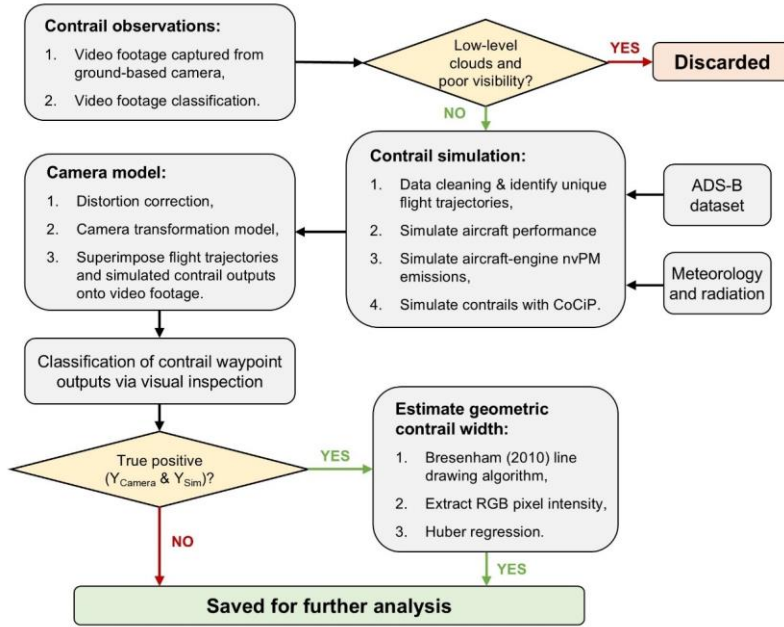 Contrail observations:
1. Video footage captured from
ground-based camera,
2. Video footage classification.
Low-level
clouds and
poor visibility?
YES
Discarded
NO
Camera model:
1. Distortion correction,
2. Camera transformation model,
3. Superimpose flight trajectories
and simulated contrail outputs
onto video footage.
Contrail simulation:
1. Data cleaning & identify unique
flight trajectories,
2. Simulate aircraft performance
3. Simulate aircraft-engine nvPM
emissions,
4. Simulate contrails with CoCiP.
ADS-B
dataset
Meteorology
and radiation
Classification of contrail waypoint
outputs via visual inspection
True positive
(Y_Camera & Y_Sim)?
YES
Estimate geometric
contrail width:
1. Bresenham (2010) line
drawing algorithm,
2. Extract RGB pixel intensity,
3. Huber regression.
NO
YES
Saved for further analysis